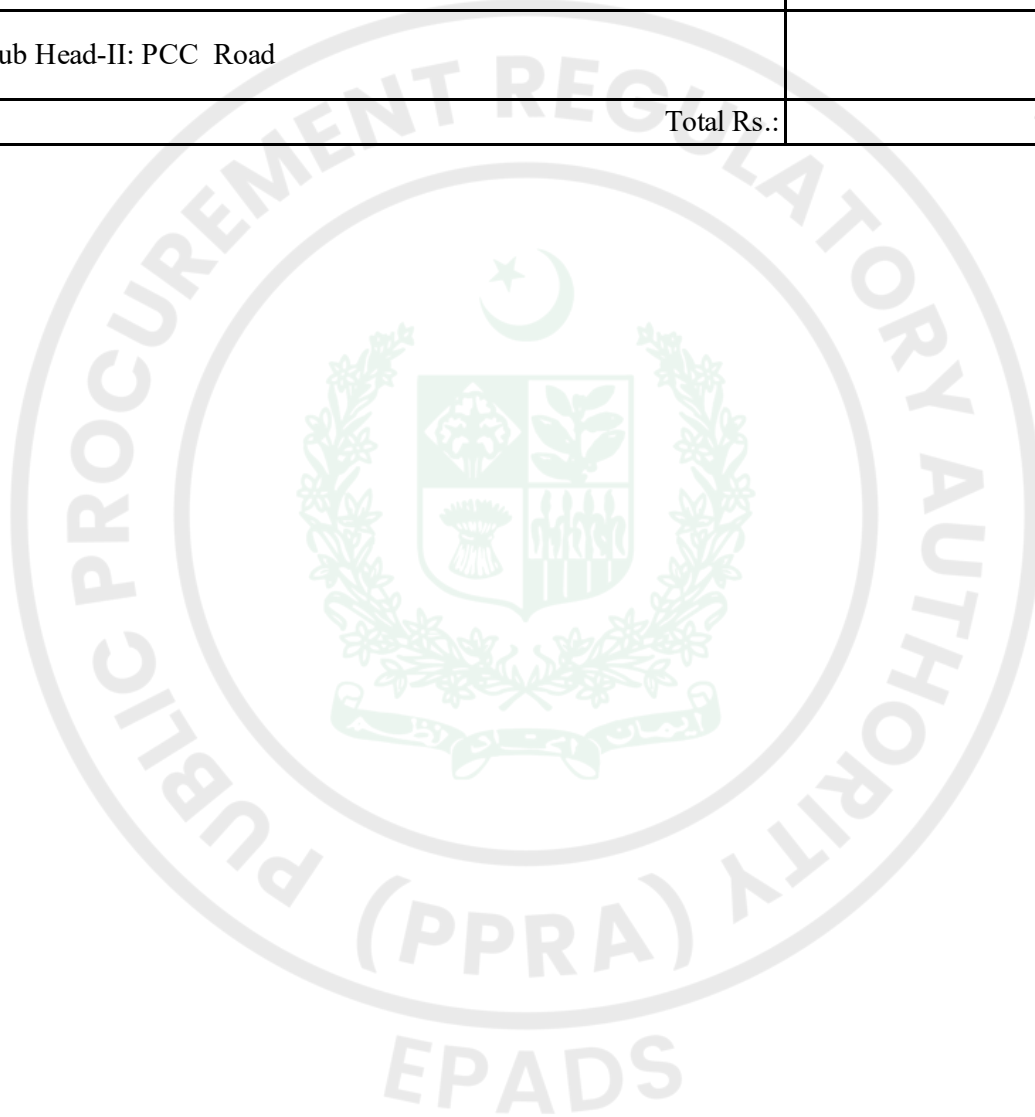 ub Head-II: PCC Road
Total Rs.:
PUBLIC PROCUREMENT REGULATORY AUTHORITY
(PPRA)
EPADS